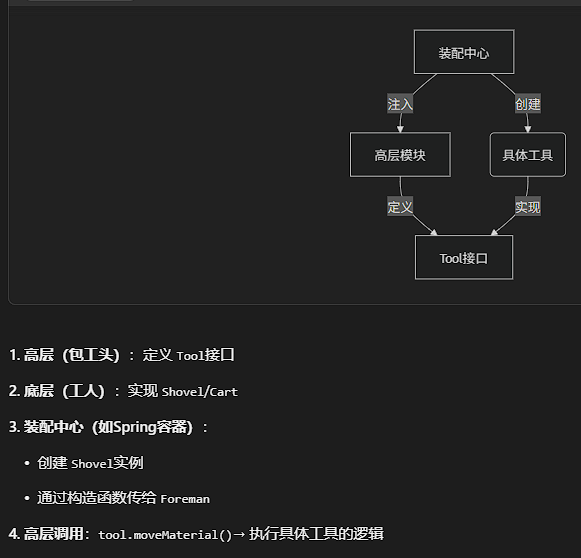 装配中心
注入
创建
高层模块
具体工具
定义
实现
Tool接口
1. 高层（包工头）：定义 Tool接口
2. 底层（工人）：实现 Shovel/Cart
3. 装配中心（如Spring容器）：
• 创建 Shovel实例
• 通过构造函数传给 Foreman
4. 高层调用：tool.moveMaterial()→ 执行具体工具的逻辑